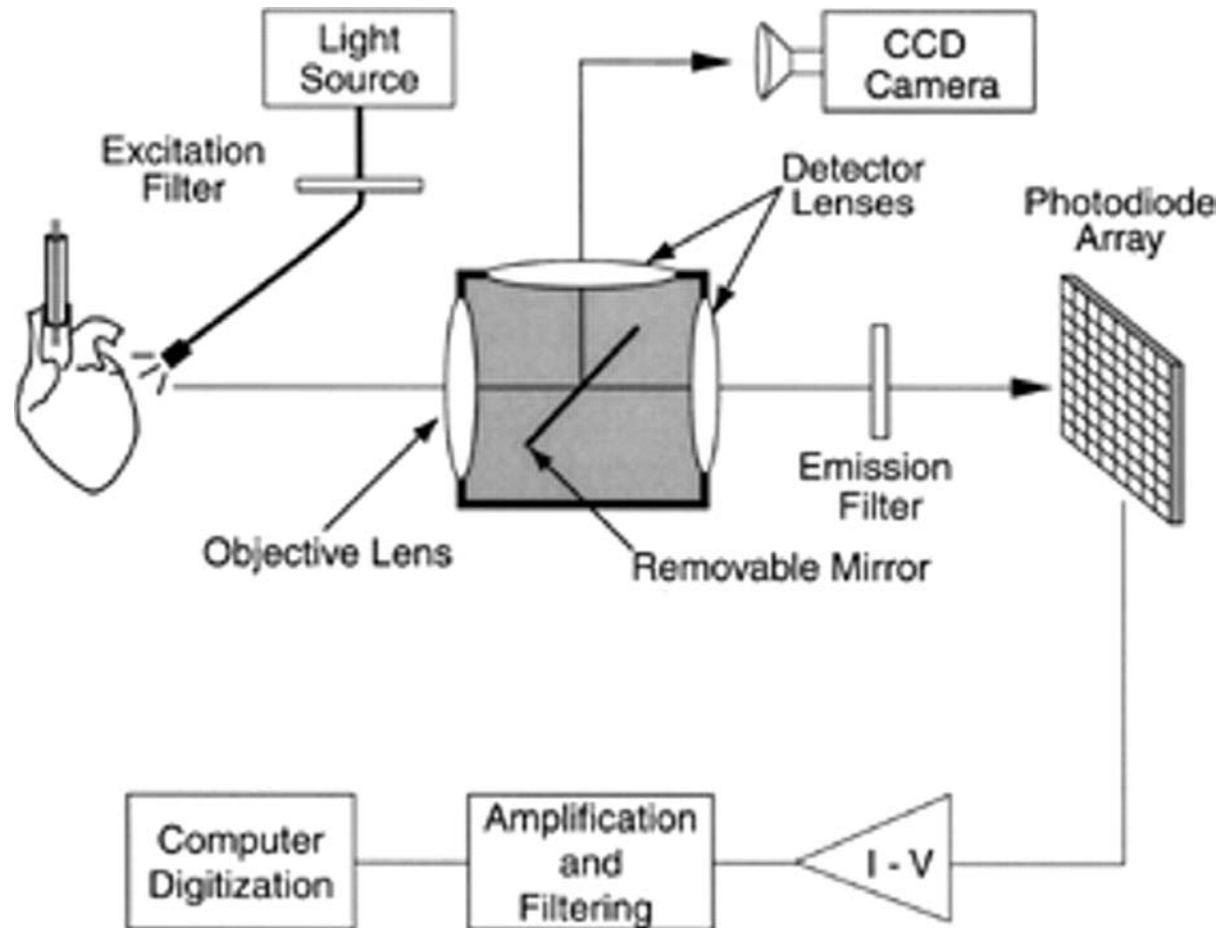 Light
Source
CCD
Camera
Excitation
Filter
Detector
Lenses
Photodiode
Array
Emission
Filter
Objective Lens
Removable Mirror
Computer
Digitization
Amplification
and
Filtering
I - V